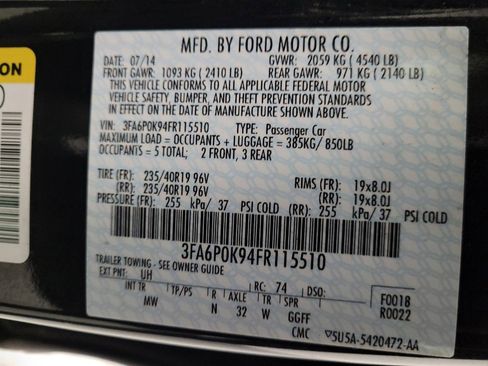 MFD. BY FORD MOTOR CO.
DATE: 07/14 GVWR: 2059 KG ( 4540 LB)
FRONT GAWR: 1093 KG ( 2410 LB) REAR GAWR: 971 KG ( 2140 LB)
THIS VEHICLE CONFORMS TO ALL APPLICABLE FEDERAL MOTOR
VEHICLE SAFETY, BUMPER, AND THEFT PREVENTION STANDARDS
IN EFFECT ON THE DATE OF MANUFACTURE SHOWN ABOVE.
VIN: 3FA6P0K94FR115510 TYPE: Passenger Car
MAXIMUM LOAD = OCCUPANTS + LUGGAGE = 385KG/ 850LB
OCCUPANTS = 5 TOTAL; 2 FRONT, 3 REAR
TIRE (FR): 235/40R19 96V RIMS (FR): 19x8.0J
(RR): 235/40R19 96V (RR): 19x8.0J
PRESSURE (FR): 255 kPa/ 37 PSI COLD (RR): 255 kPa/ 37 PSI COLD
3FA6P0K94FR115510
TRAILER TOWING - SEE OWNER GUIDE
EXT PNT: UH RC: 74 DSO: F0018
INT TR TP/PS R AXLE TR SPR R0022
MW N 32 W GGFFF
CMC 5U5A-5420472-AA